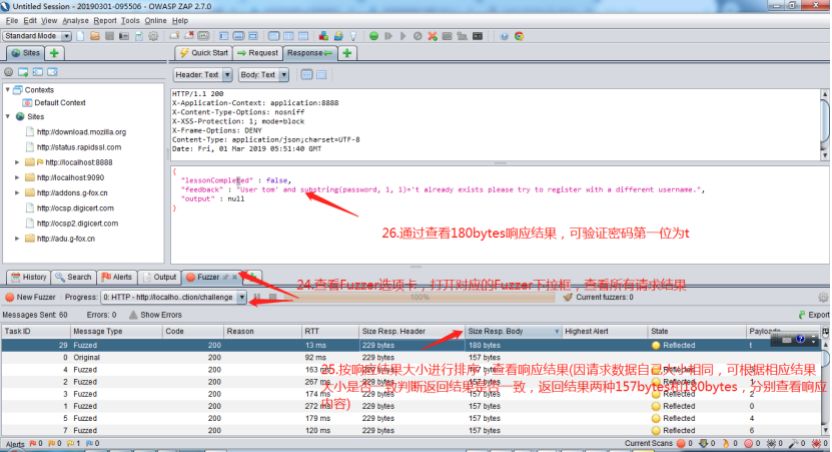 Untitled Session - 20190301-095506 - OWASP ZAP 2.7.0
File Edit View Analyse Report Tools Online Help
Standard Mode
Sites
Quick Start Request Response
Header: Text Body: Text
Contexts
Default Context
Sites
http://download.mozilla.org
http://status.rapidssl.com
http://localhost:8888
http://localhost:9090
http://addons.g-fox.cn
http://ocsp.digicert.com
http://ocsp2.digicert.com
http://adu.g-fox.cn
HTTP/1.1 200
X-Application-Context: application:8888
X-Content-Type-Options: nosniff
X-XSS-Protection: 1; mode=block
X-Frame-Options: DENY
Content-Type: application/json;charset=UTF-8
Date: Fri, 01 Mar 2019 05:51:40 GMT
{
"lessonCompleted" : false,
"feedback" : "User tom' and substring(password, 1, 1)='t already exists please try to register with a different username.",
"output" : null
}
26.通过查看180bytes响应结果，可验证密码第一位为t
History Search Alerts Output Fuzzer
24.查看Fuzzer选项卡，打开对应的Fuzzer下拉框，查看所有请求结果
New Fuzzer Progress: 0: HTTP - http://localho..ction/challenge 100% Current fuzzers: 0
Messages Sent: 60 Errors: 0 Show Errors Export
Task ID Message Type Code Reason RTT Size Resp. Header Size Resp. Body Highest Alert State Payloads
29 Fuzzed 200 13 ms 229 bytes 180 bytes Reflected t
0 Original 200 92 ms 229 bytes 157 bytes
4 Fuzzed 200 163 ms 229 bytes 157 bytes Reflected
2 Fuzzed 200 267 ms 229 bytes 157 bytes Reflected
3 Fuzzed 200 174 ms 229 bytes 157 bytes Reflected
1 Fuzzed 200 272 ms 229 bytes 157 bytes Reflected 0
5 Fuzzed 200 179 ms 229 bytes 157 bytes Reflected 4
7 Fuzzed 200 120 ms 229 bytes 157 bytes Reflected 6
25.按响应结果大小进行排序，查看响应结果(因请求数据自己大小相同，可根据相应结果
大小是否一致判断返回结果是否一致，返回结果两种157bytes和180bytes，分别查看响应
内容)
Alerts 0 0 1 0 Current Scans 0 0 0 0 0 0 0